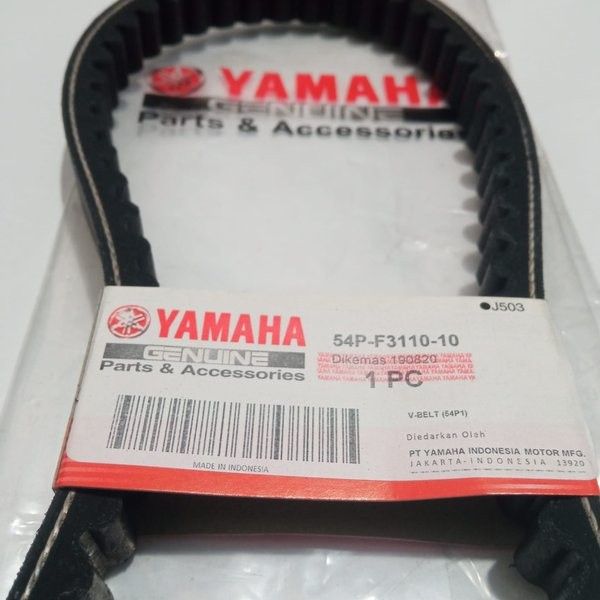 YAMAHA
GENUINE
Parts & Accessories
J503
YAMAHA
GENUINE
Parts & Accessories
54P-F3110-10
Dikemas 190820
1 PC
V-BELT (54P1)
Diedarkan Oleh
PT YAMAHA INDONESIA MOTOR MFG.
JAKARTA-INDONESIA 13920
MADE IN INDONESIA